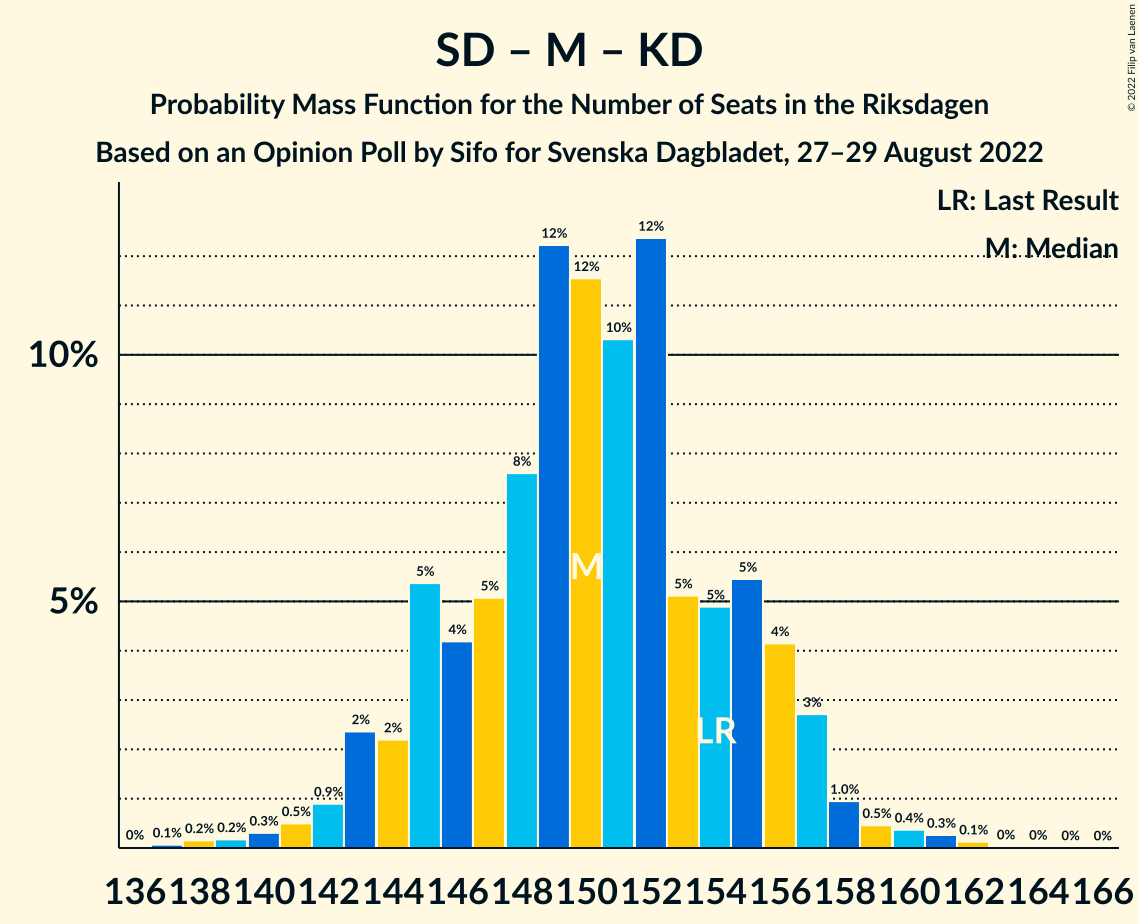 SD – M – KD
Probability Mass Function for the Number of Seats in the Riksdagen
Based on an Opinion Poll by Sifo for Svenska Dagbladet, 27–29 August 2022
© 2022 Filip van Laenen
LR: Last Result
M: Median
10%
5%
0% 0.1% 0.2% 0.2% 0.3% 0.5% 0.9% 2% 2% 5% 4% 5% 8% 12% 12% 10% 12% 5% 5% 5% 4% 3% 1.0% 0.5% 0.4% 0.3% 0.1% 0% 0% 0% 0%
M
LR
136 138 140 142 144 146 148 150 152 154 156 158 160 162 164 166